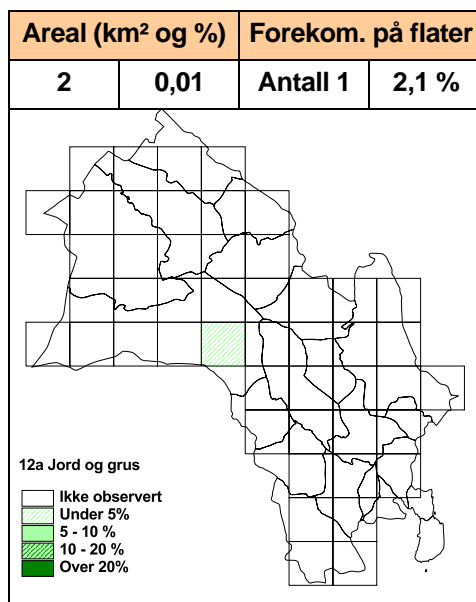 Areal (km² og %) Forekom. på flater
2 0,01 Antall 1 2,1 %
12a Jord og grus
Ikke observert
Under 5%
5 - 10 %
10 - 20 %
Over 20%